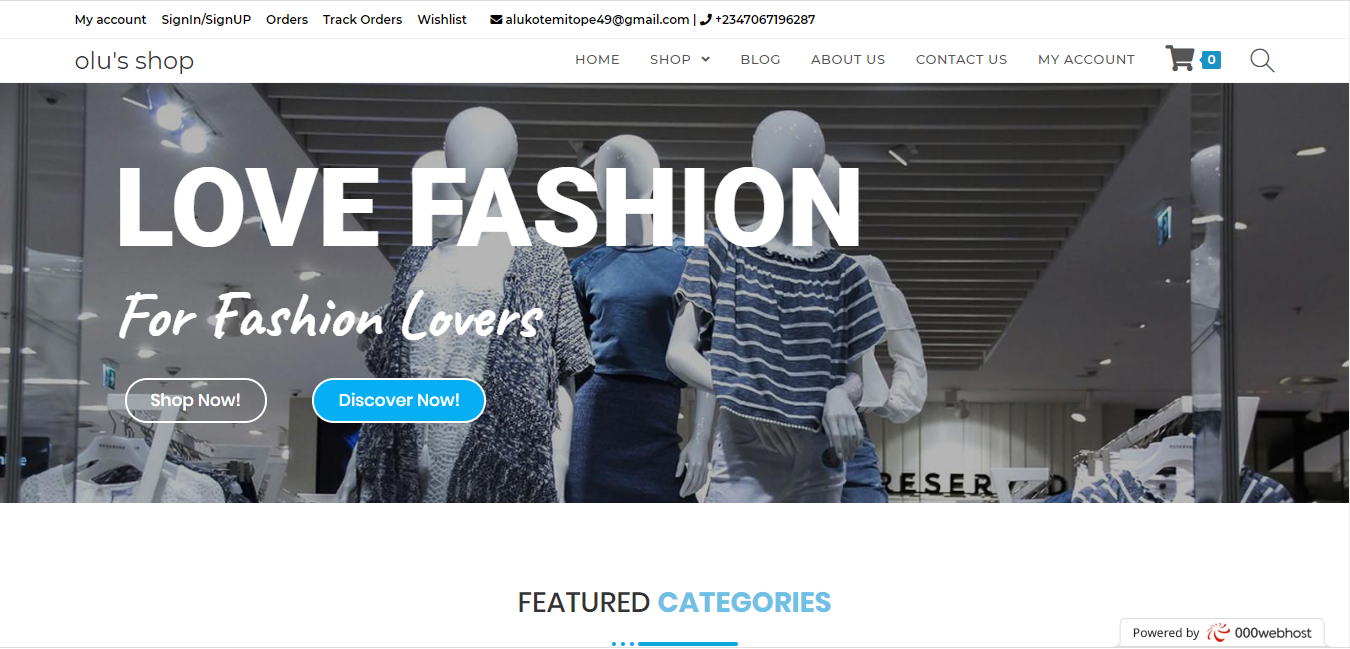 My account SignIn/SignUP Orders Track Orders Wishlist alukotemitope49@gmail.com | +2347067196287
olu's shop HOME SHOP BLOG ABOUT US CONTACT US MY ACCOUNT 0
LOVE FASHION
For Fashion Lovers
Shop Now! Discover Now!
RESERVED
FEATURED CATEGORIES
Powered by 000webhost